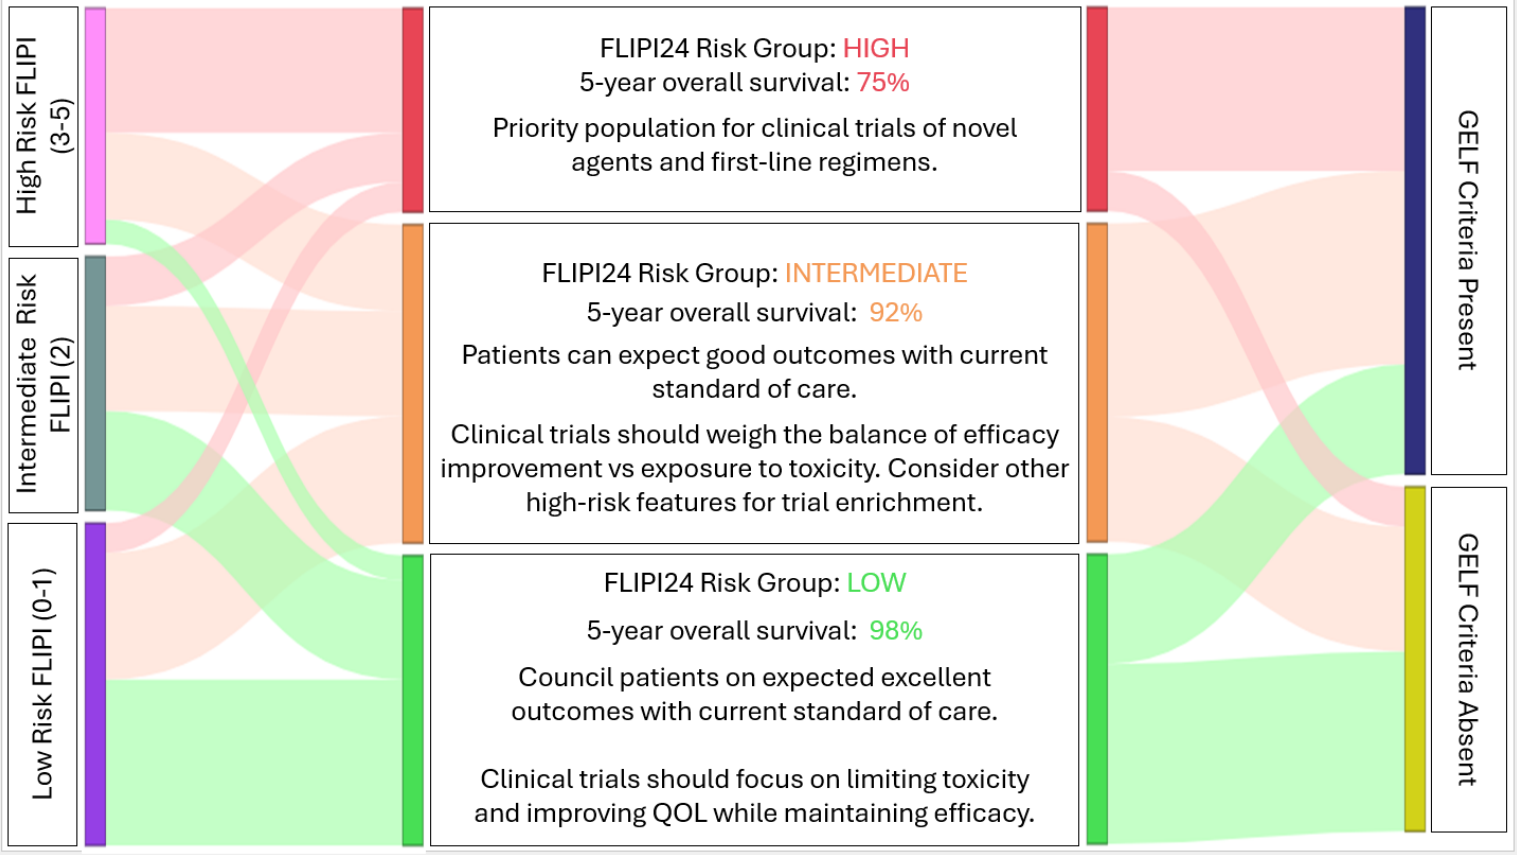 High Risk FLIPI
(3-5)
Intermediate Risk
FLIPI (2)
Low Risk FLIPI (0-1)
FLIPI24 Risk Group: HIGH
5-year overall survival: 75%
Priority population for clinical trials of novel
agents and first-line regimens.
FLIPI24 Risk Group: INTERMEDIATE
5-year overall survival: 92%
Patients can expect good outcomes with current
standard of care.
Clinical trials should weigh the balance of efficacy
improvement vs exposure to toxicity. Consider other
high-risk features for trial enrichment.
FLIPI24 Risk Group: LOW
5-year overall survival: 98%
Council patients on expected excellent
outcomes with current standard of care.
Clinical trials should focus on limiting toxicity
and improving QOL while maintaining efficacy.
GELF Criteria Present
GELF Criteria Absent